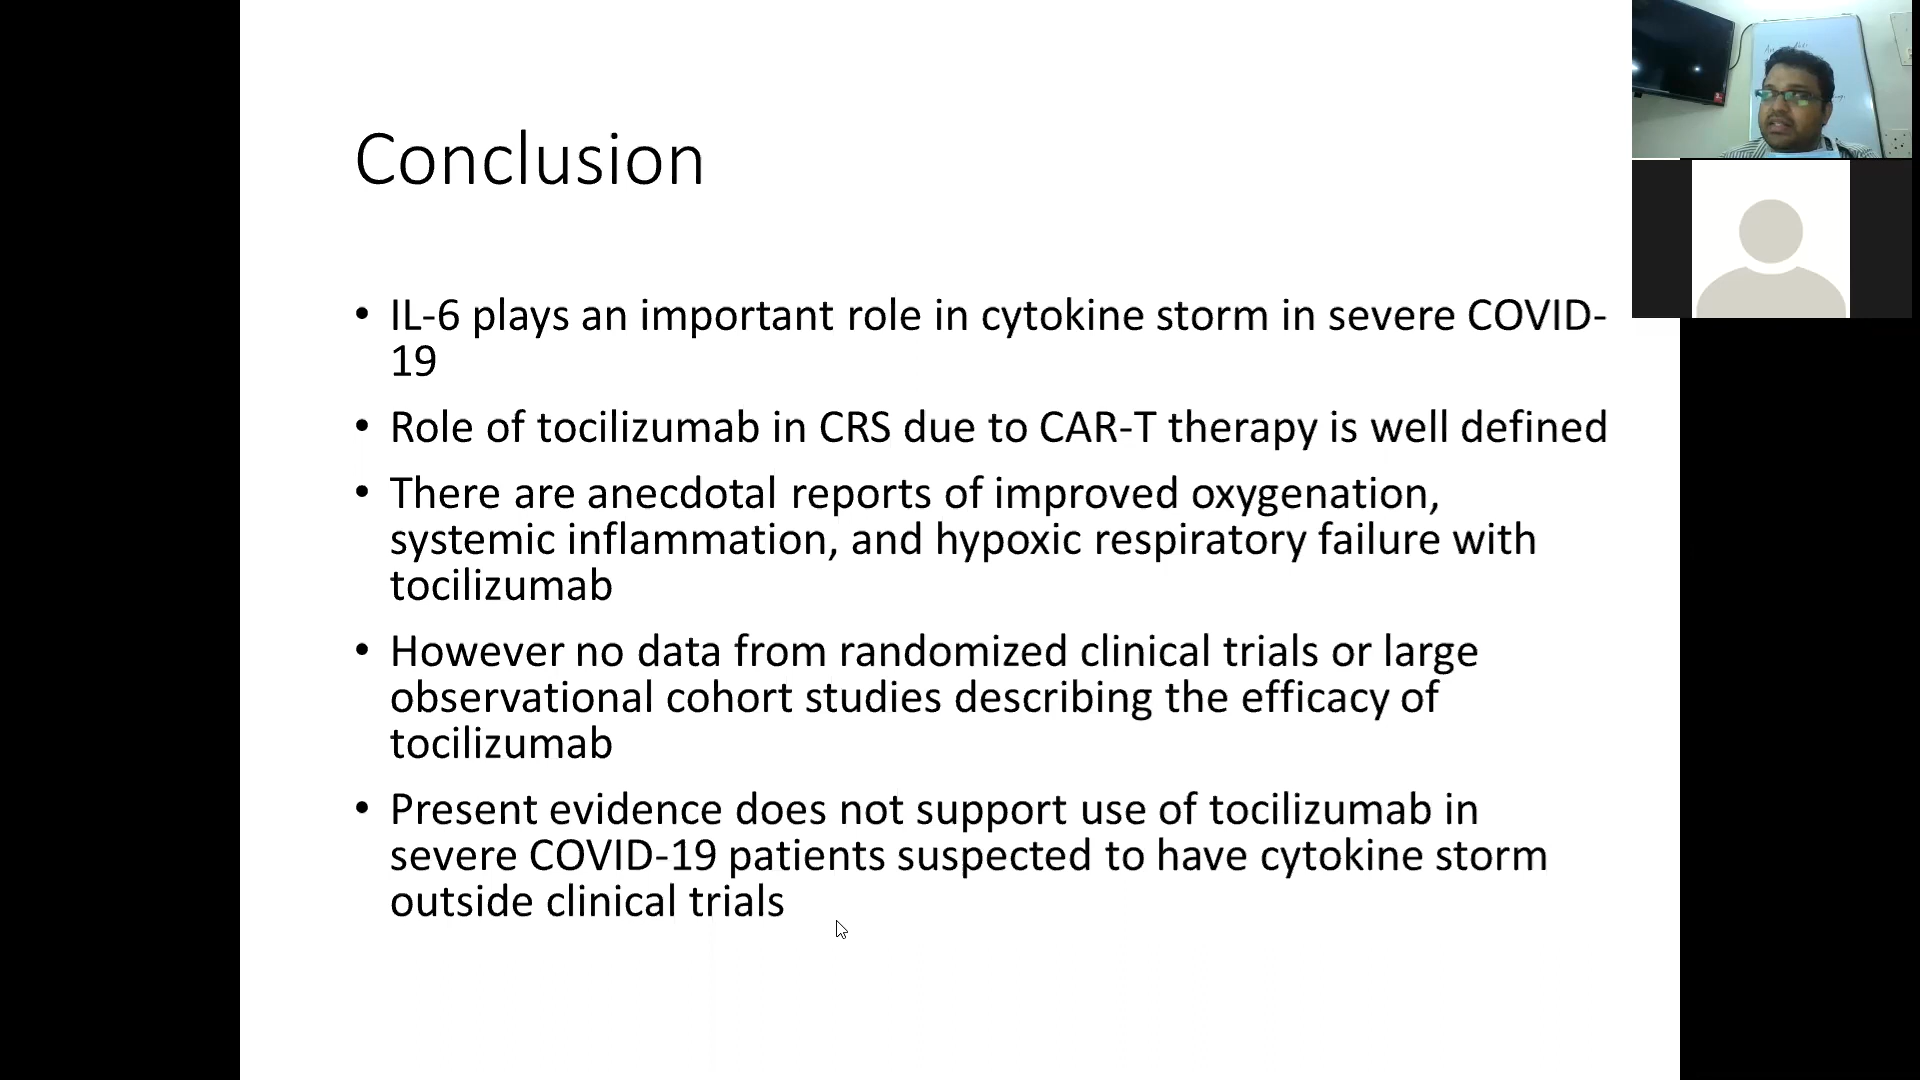 Conclusion
• IL-6 plays an important role in cytokine storm in severe COVID-
19
• Role of tocilizumab in CRS due to CAR-T therapy is well defined
• There are anecdotal reports of improved oxygenation,
systemic inflammation, and hypoxic respiratory failure with
tocilizumab
• However no data from randomized clinical trials or large
observational cohort studies describing the efficacy of
tocilizumab
• Present evidence does not support use of tocilizumab in
severe COVID-19 patients suspected to have cytokine storm
outside clinical trials